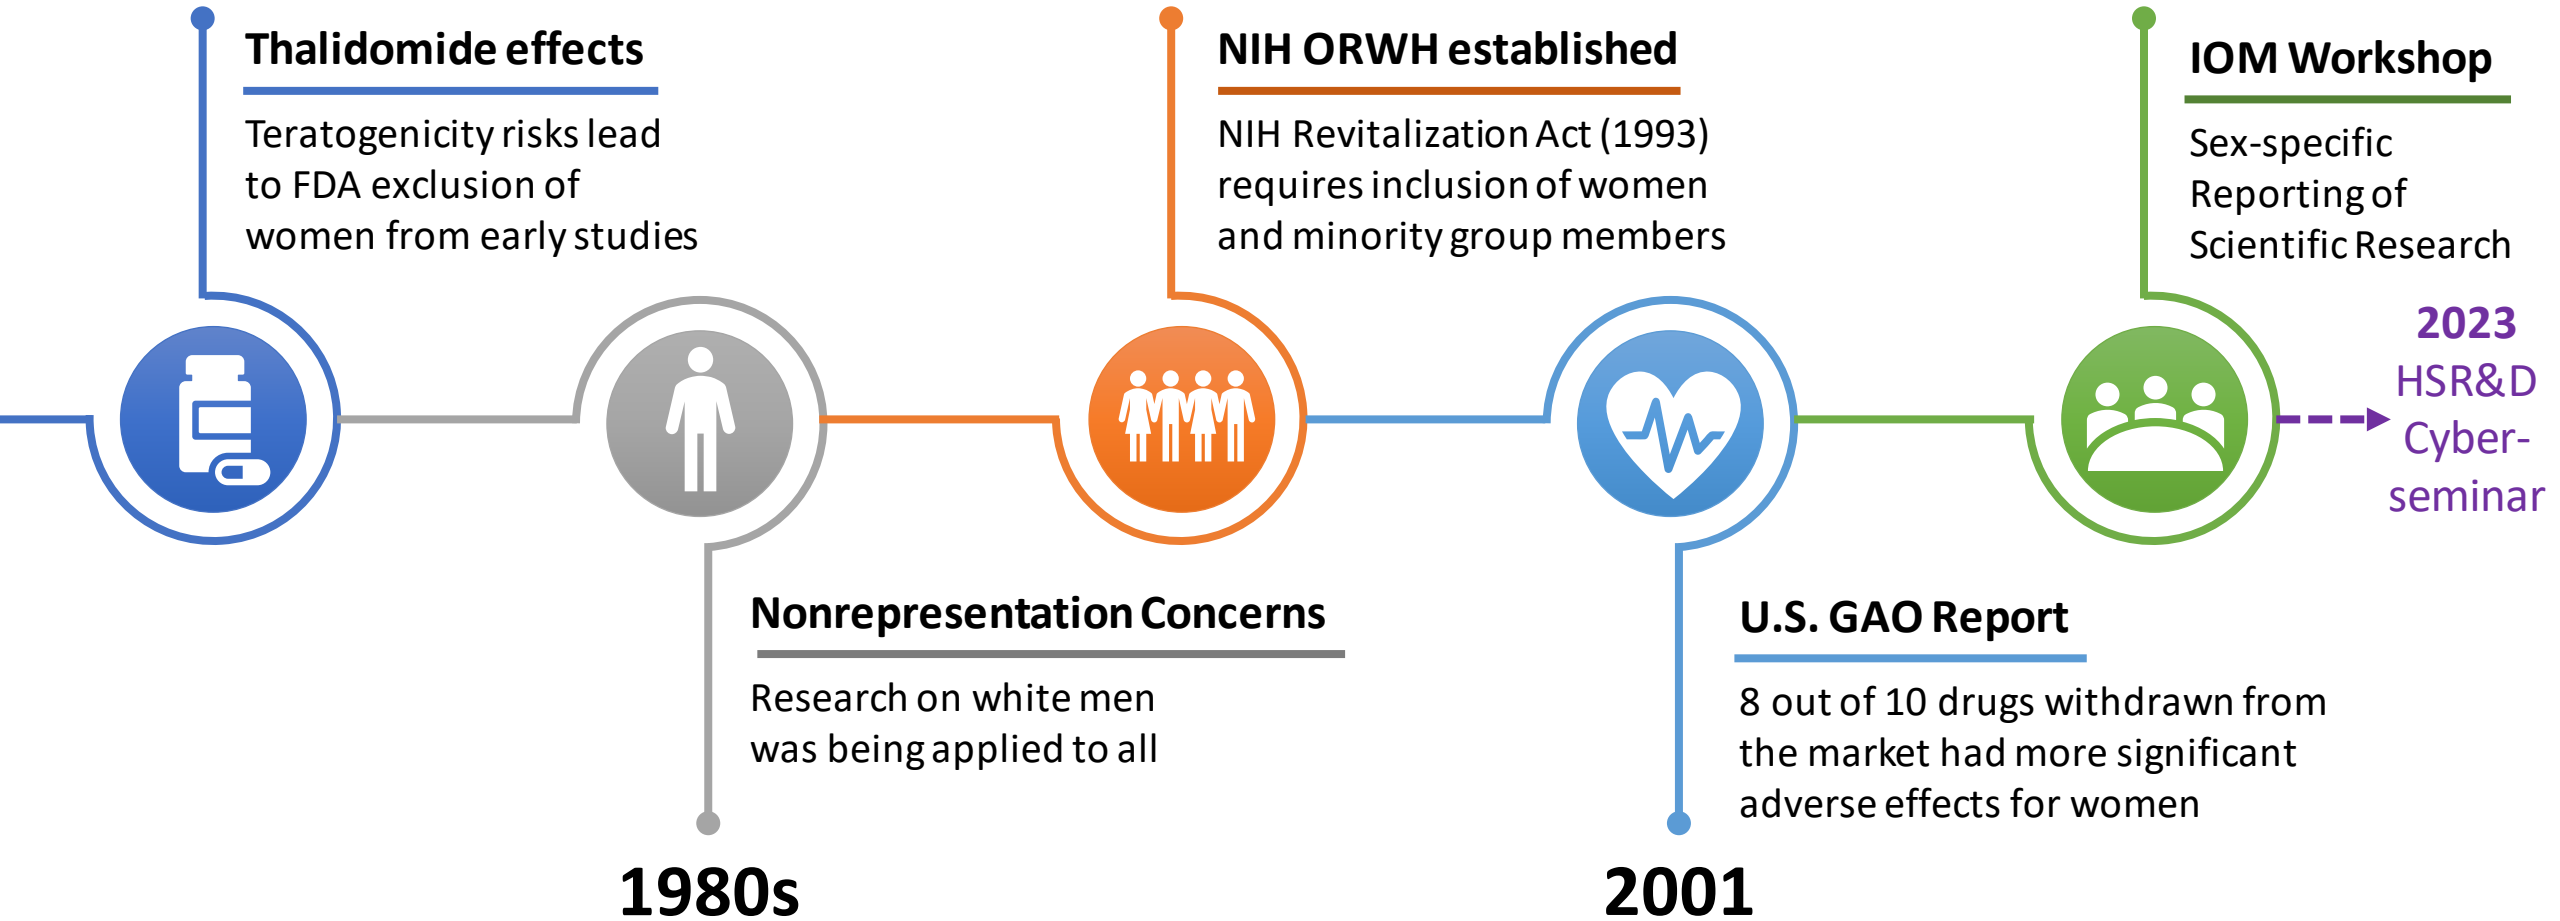 Thalidomide effects
Teratogenicity risks lead
to FDA exclusion of
women from early studies
Nonrepresentation Concerns
Research on white men
was being applied to all
1980s
NIH ORWH established
NIH Revitalization Act (1993)
requires inclusion of women
and minority group members
U.S. GAO Report
8 out of 10 drugs withdrawn from
the market had more significant
adverse effects for women
2001
IOM Workshop
Sex-specific
Reporting of
Scientific Research
2023
HSR&D
Cyber-
seminar